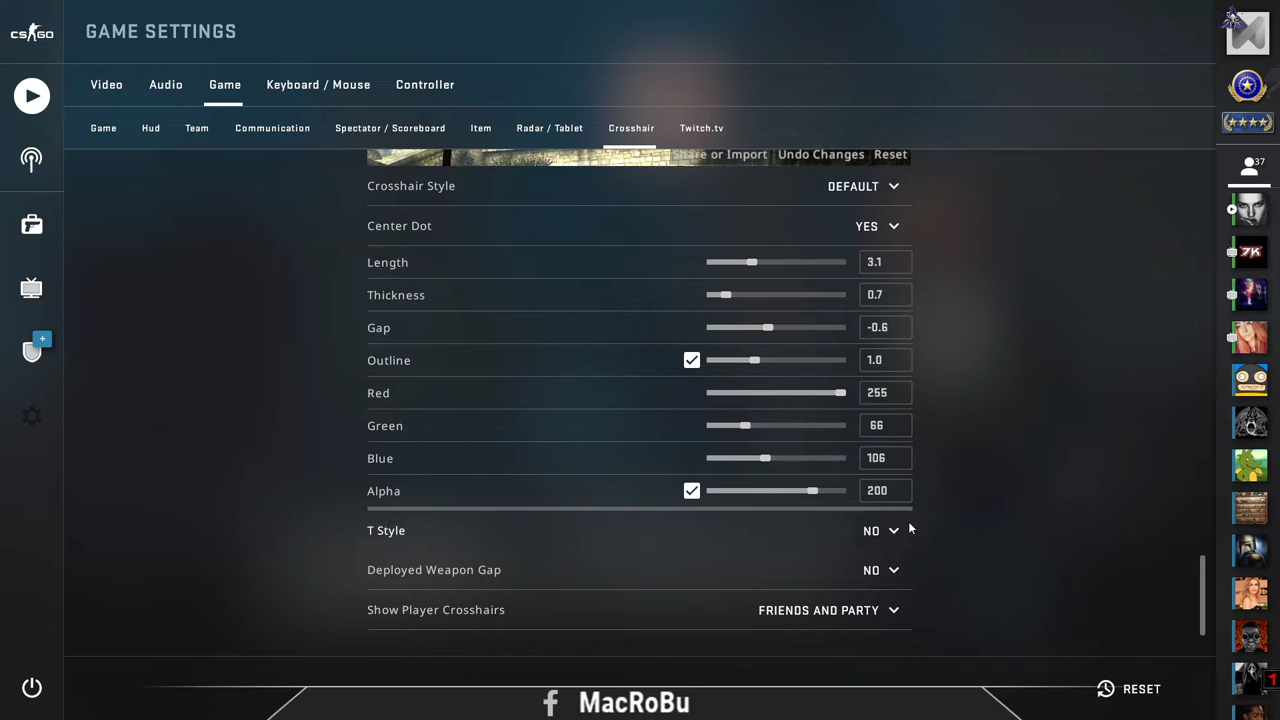 CS:GO
GAME SETTINGS
Video Audio Game Keyboard / Mouse Controller
Game Hud Team Communication Spectator / Scoreboard Item Radar / Tablet Crosshair Twitch.tv
Share or Import Undo Changes Reset
Crosshair Style DEFAULT
Center Dot YES
Length 3.1
Thickness 0.7
Gap -0.6
Outline 1.0
Red 255
Green 66
Blue 106
Alpha 200
T Style NO
Deployed Weapon Gap NO
Show Player Crosshairs FRIENDS AND PARTY
MacRoBu
RESET
37
7K
1